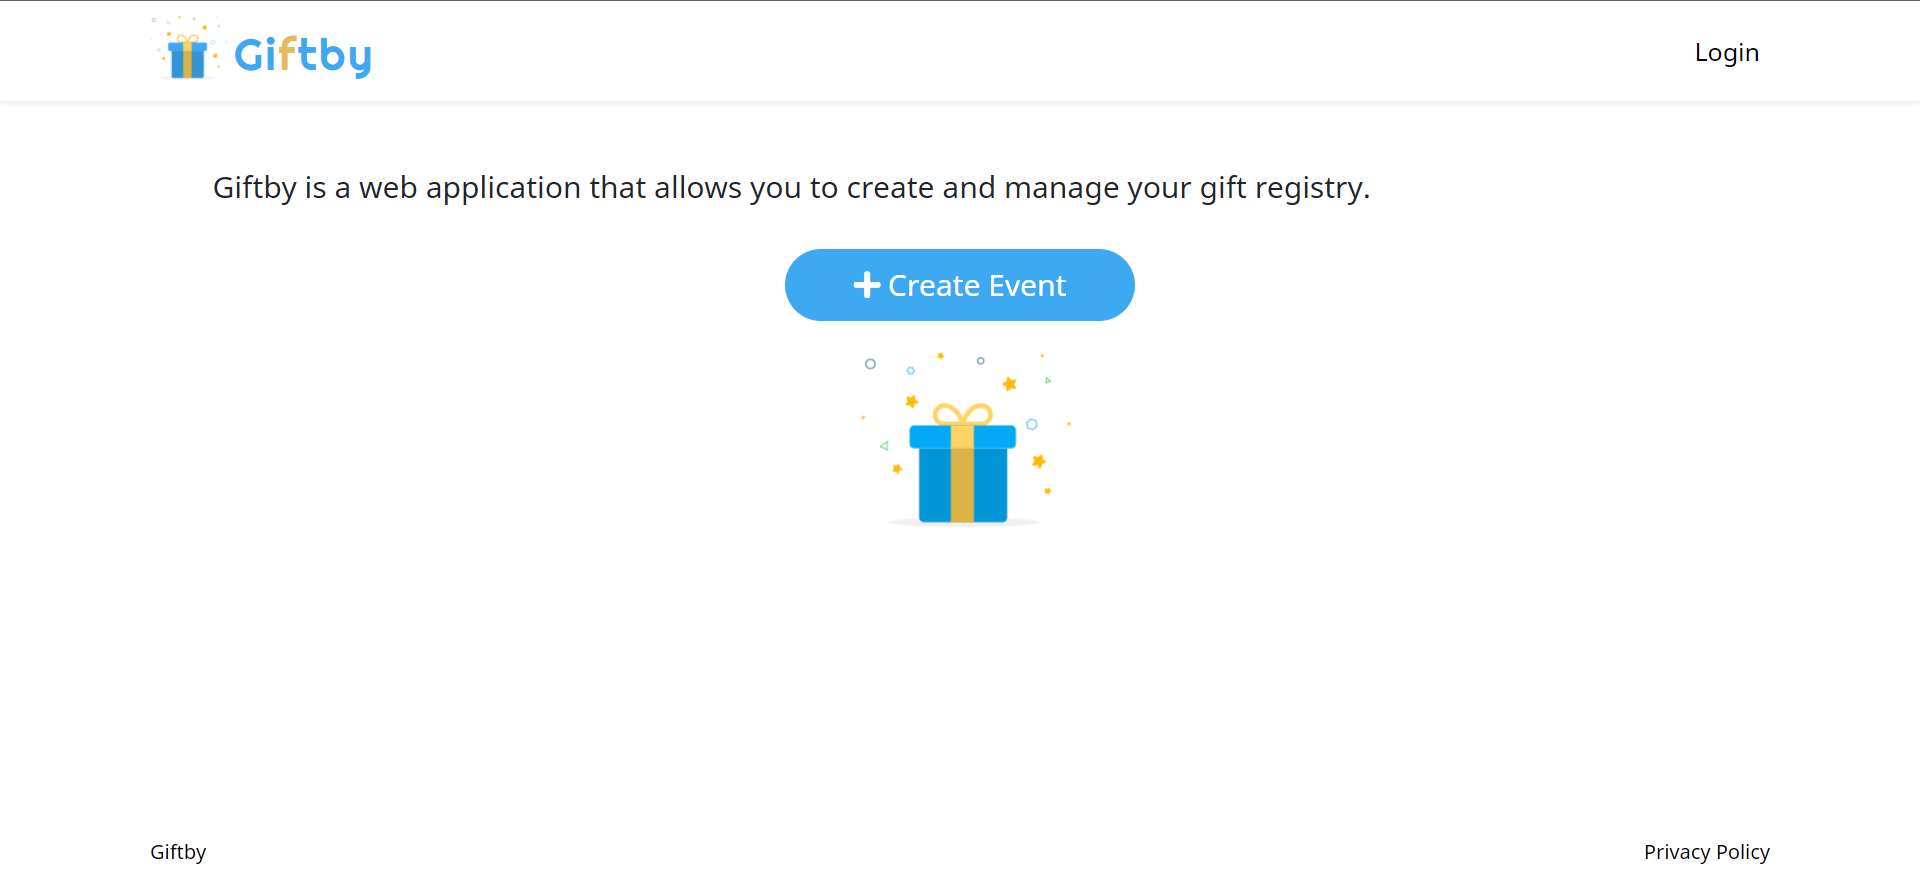 Giftby
Login
Giftby is a web application that allows you to create and manage your gift registry.
Create Event
Giftby
Privacy Policy